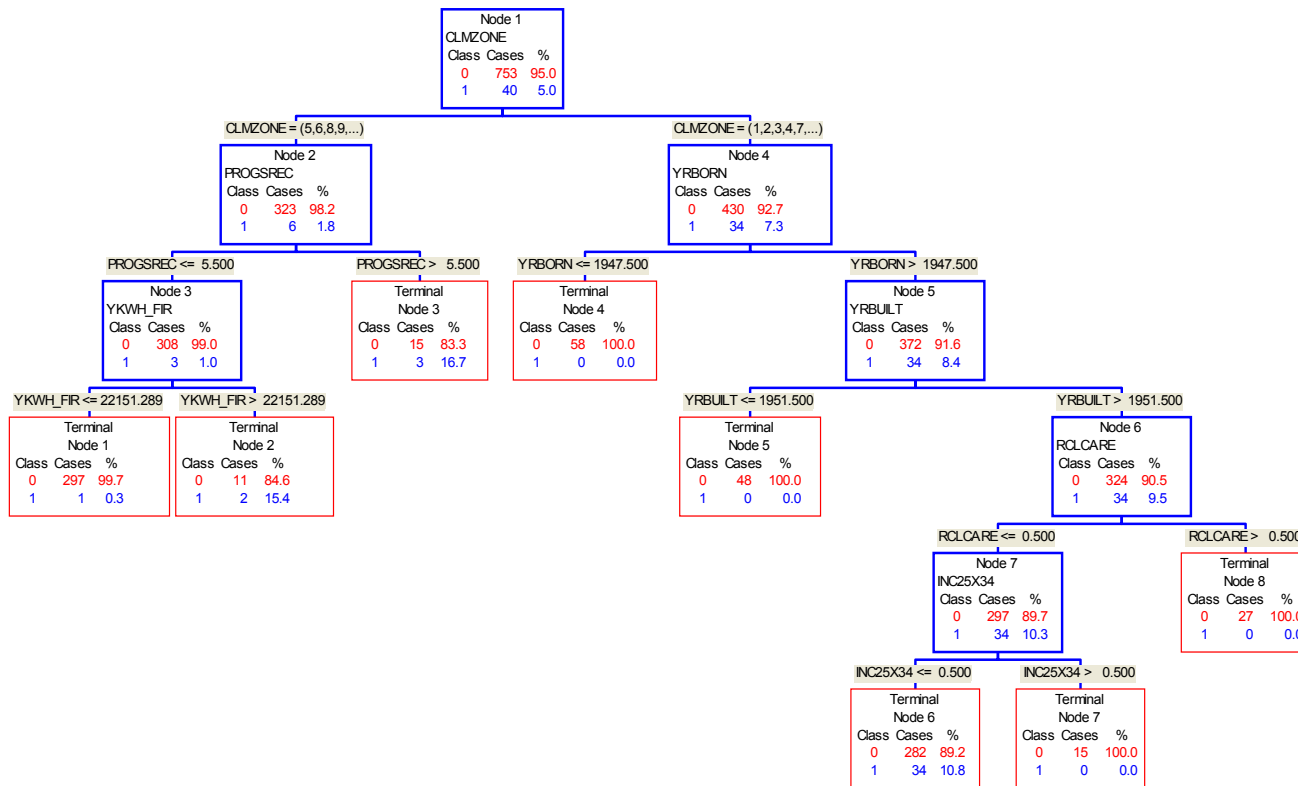 Node 1
CLMZONE
Class Cases %
0 753 95.0
1 40 5.0
CLMZONE = (5,6,8,9,...)
CLMZONE = (1,2,3,4,7,...)
Node 2
PROGSREC
Class Cases %
0 323 98.2
1 6 1.8
Node 4
YRBORN
Class Cases %
0 430 92.7
1 34 7.3
PROGSREC <= 5.500
PROGSREC > 5.500
YRBORN <= 1947.500
YRBORN > 1947.500
Node 3
YKWH_FIR
Class Cases %
0 308 99.0
1 3 1.0
Terminal
Node 3
Class Cases %
0 15 83.3
1 3 16.7
Terminal
Node 4
Class Cases %
0 58 100.0
1 0 0.0
Node 5
YRBUILT
Class Cases %
0 372 91.6
1 34 8.4
YKWH_FIR <= 22151.289
YKWH_FIR > 22151.289
YRBUILT <= 1951.500
YRBUILT > 1951.500
Terminal
Node 1
Class Cases %
0 297 99.7
1 1 0.3
Terminal
Node 2
Class Cases %
0 11 84.6
1 2 15.4
Terminal
Node 5
Class Cases %
0 48 100.0
1 0 0.0
Node 6
RCLCARE
Class Cases %
0 324 90.5
1 34 9.5
RCLCARE <= 0.500
RCLCARE > 0.500
Node 7
INC25X34
Class Cases %
0 297 89.7
1 34 10.3
Terminal
Node 8
Class Cases %
0 27 100.0
1 0 0.0
INC25X34 <= 0.500
INC25X34 > 0.500
Terminal
Node 6
Class Cases %
0 282 89.2
1 34 10.8
Terminal
Node 7
Class Cases %
0 15 100.0
1 0 0.0